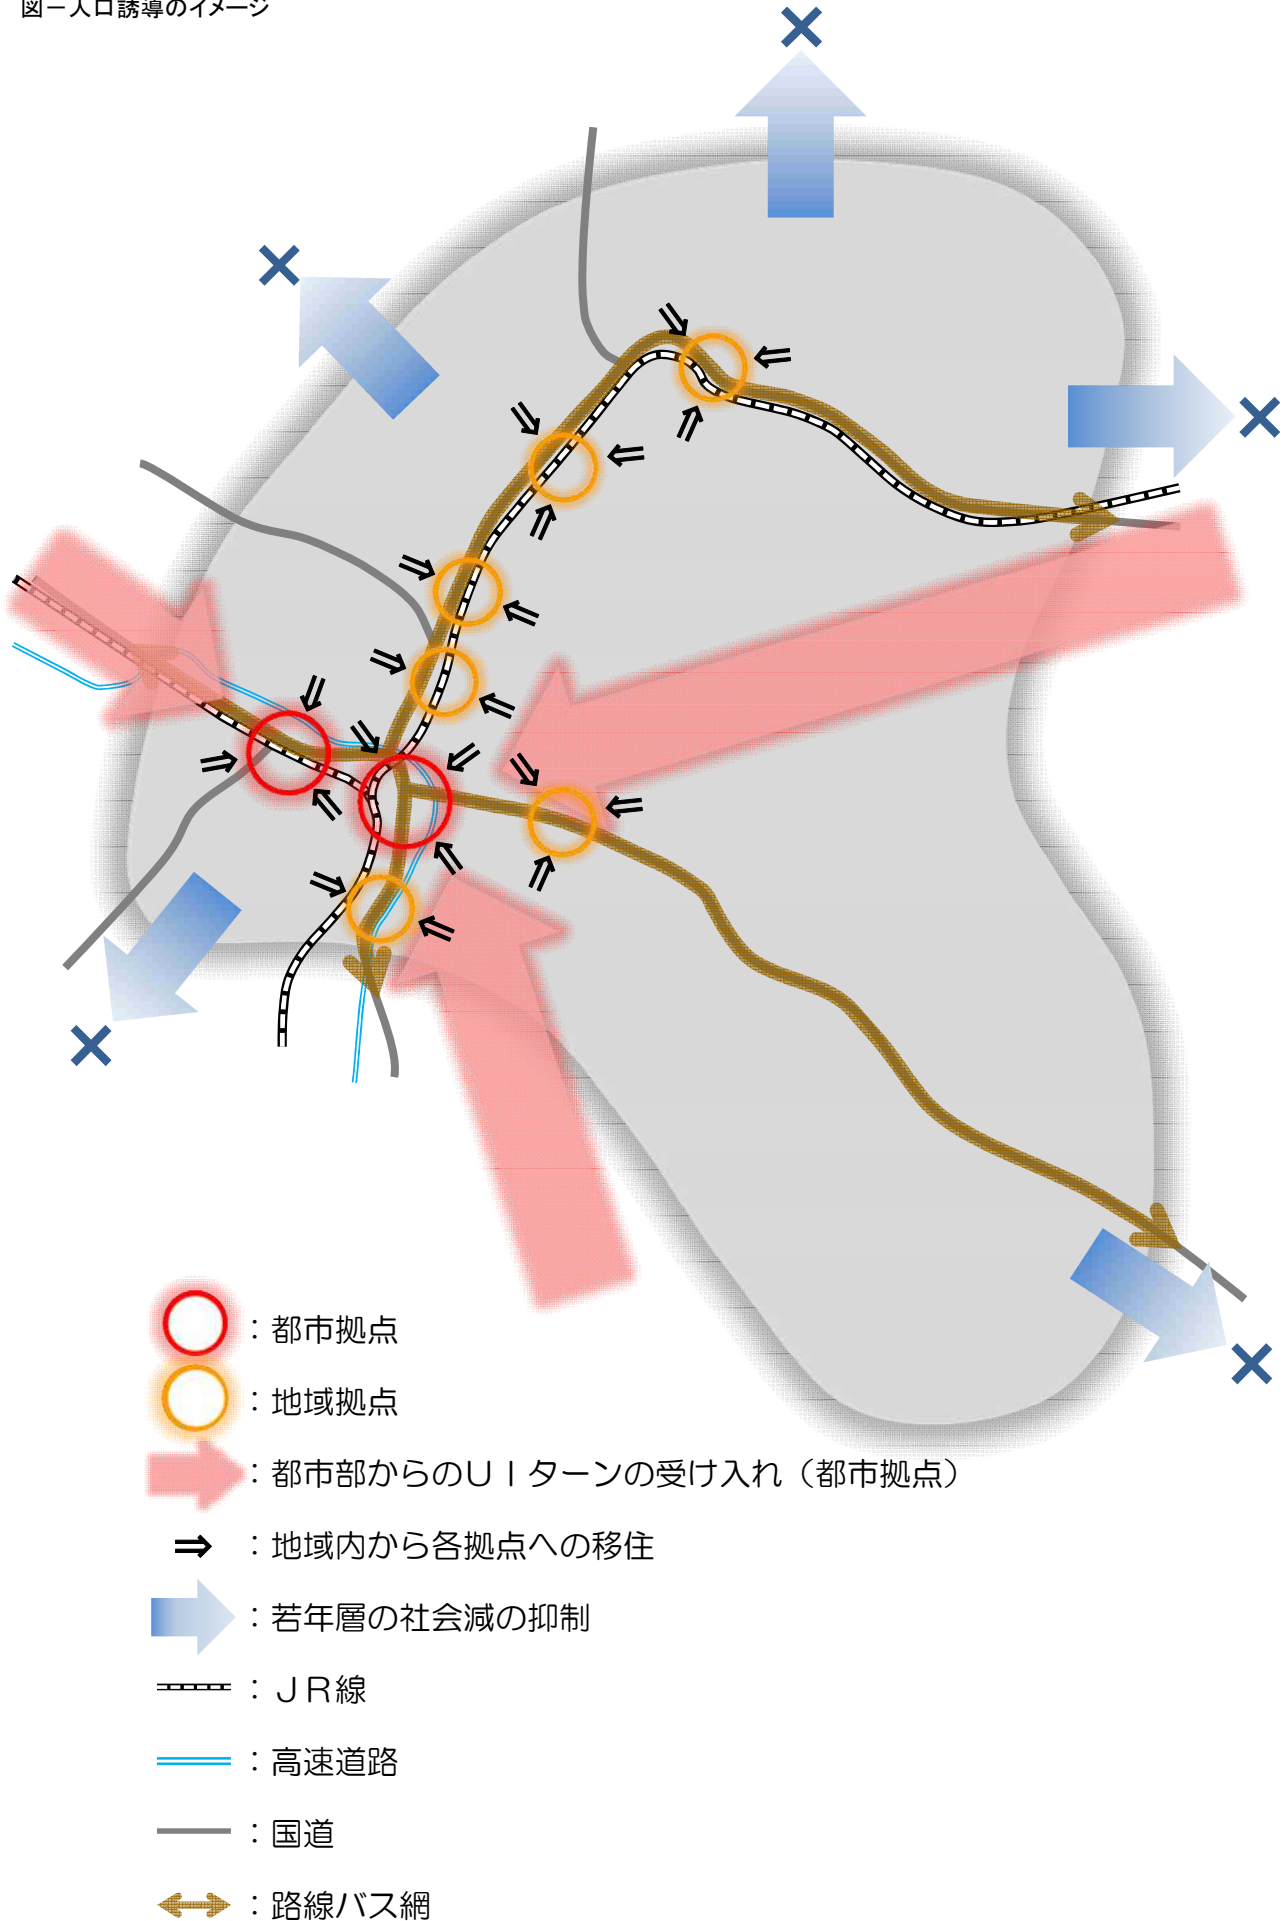 図－人口誘導のイメージ
：都市拠点
：地域拠点
：都市部からのＵＩターンの受け入れ（都市拠点）
：地域内から各拠点への移住
：若年層の社会減の抑制
：ＪＲ線
：高速道路
：国道
：路線バス網